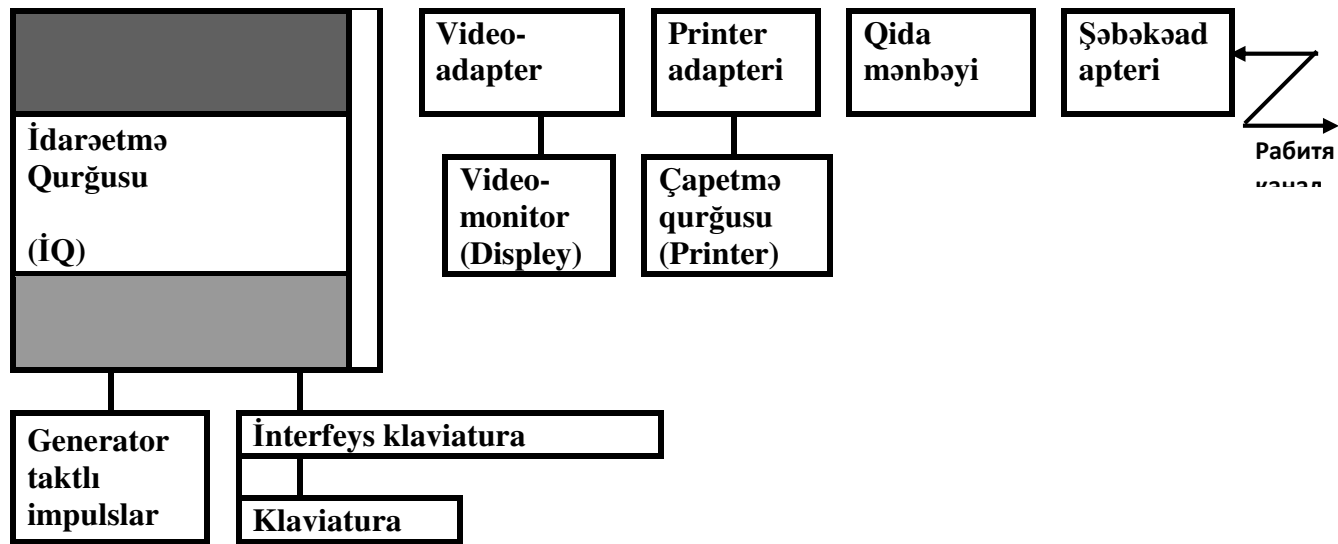 Video-
adapter
Printer
adapteri
Qida
mənbəyi
Şəbəkəad
apteri
Рабитя
İdarəetmə
Qurğusu
(İQ)
Video-
monitor
(Displey)
Çapetmə
qurğusu
(Printer)
Generator
taktlı
impulslar
İnterfeys klaviatura
Klaviatura